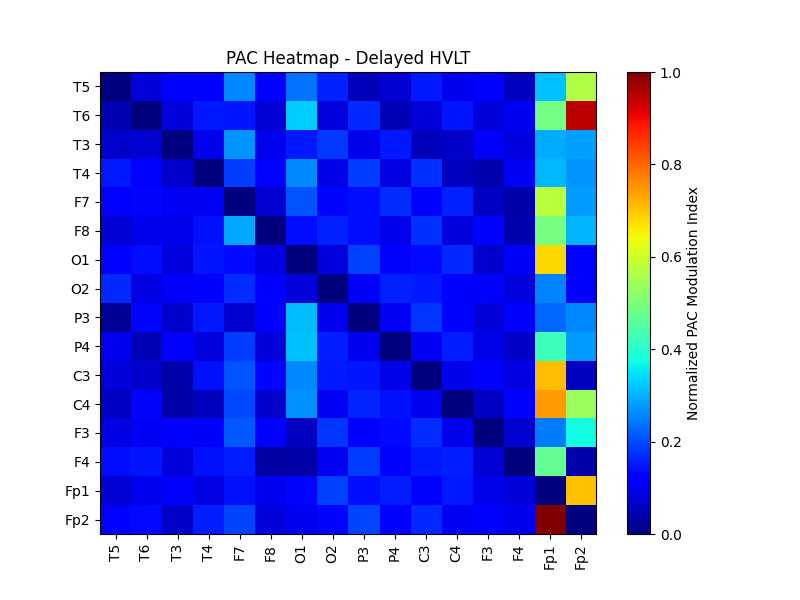 PAC Heatmap - Delayed HVLT
T5
T6
T3
T4
F7
F8
O1
O2
P3
P4
C3
C4
F3
F4
Fp1
Fp2
T5 T6 T3 T4 F7 F8 O1 O2 P3 P4 C3 C4 F3 F4 Fp1 Fp2
1.0
0.8
0.6
0.4
0.2
0.0
Normalized PAC Modulation Index